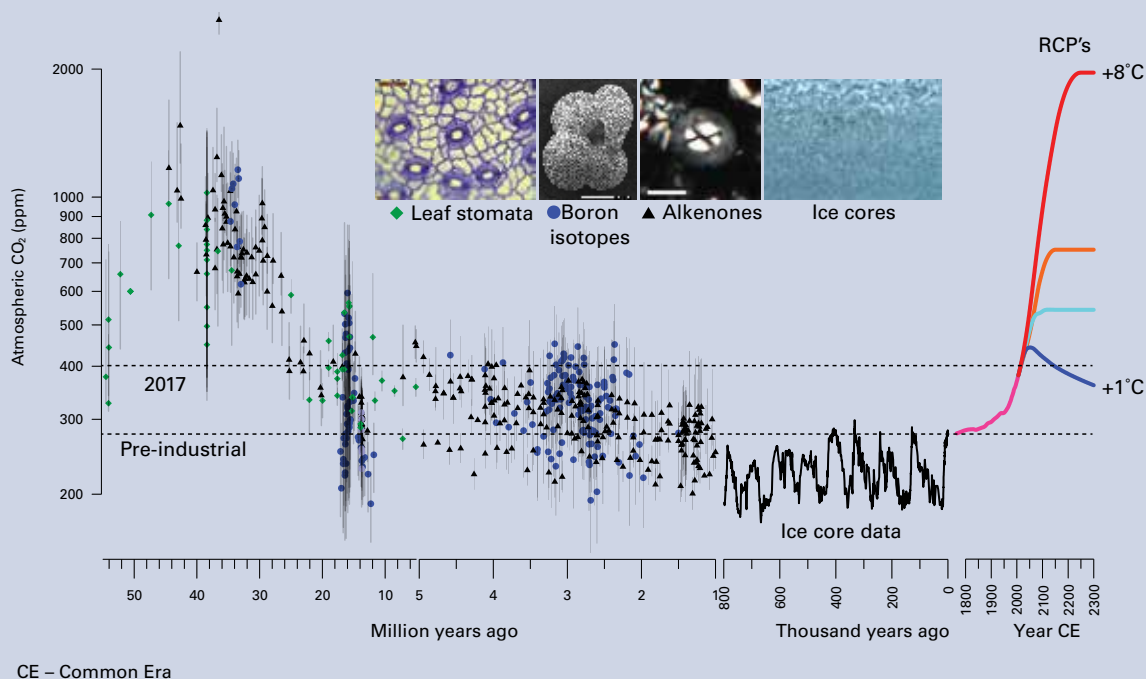 RCP's
+8°C
2000
1000
900
800
700
600
500
400
300
200
Atmospheric CO2 (ppm)
Leaf stomata
Boron
isotopes
Alkenones
Ice cores
2017
Pre-industrial
+1°C
Ice core data
50 40 30 20 10 5 4 3 2 1
800 600 400 200 0
1800 1900 2000 2100 2200 2300
Million years ago
Thousand years ago
Year CE
CE – Common Era